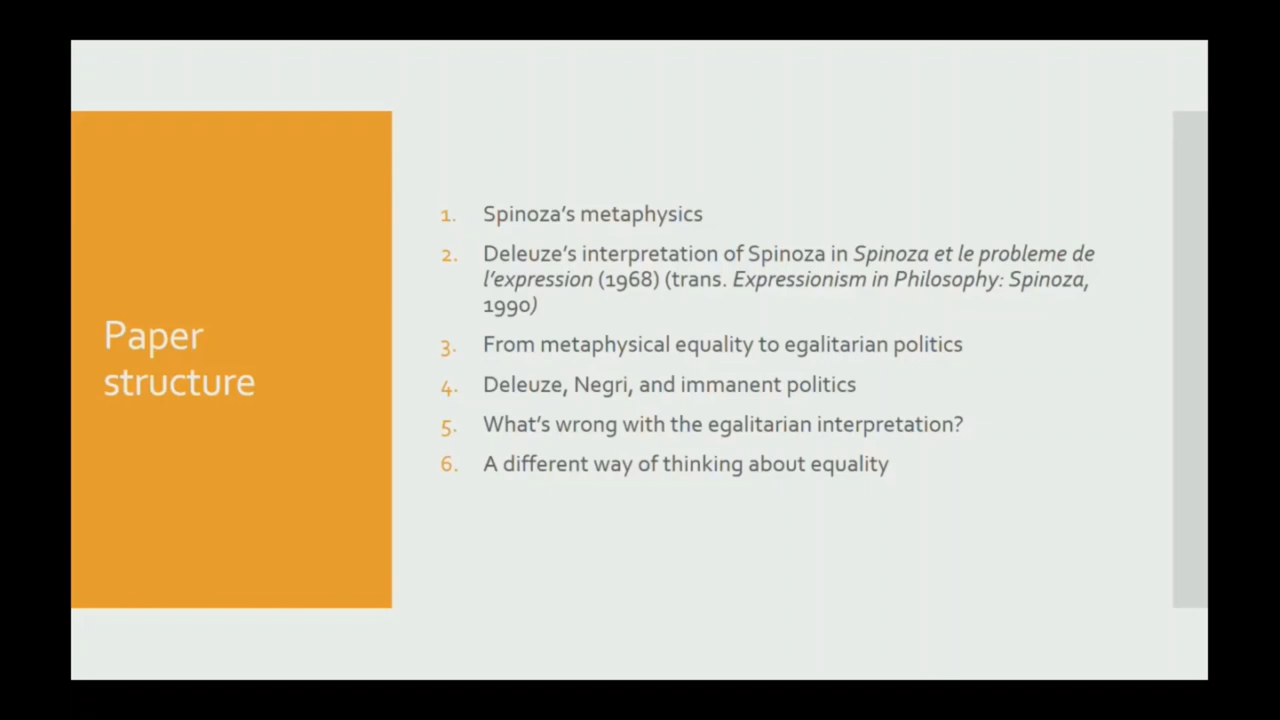 Paper
structure
1. Spinoza's metaphysics
2. Deleuze's interpretation of Spinoza in Spinoza et le probleme de
l'expression (1968) (trans. Expressionism in Philosophy: Spinoza,
1990)
3. From metaphysical equality to egalitarian politics
4. Deleuze, Negri, and immanent politics
5. What's wrong with the egalitarian interpretation?
6. A different way of thinking about equality